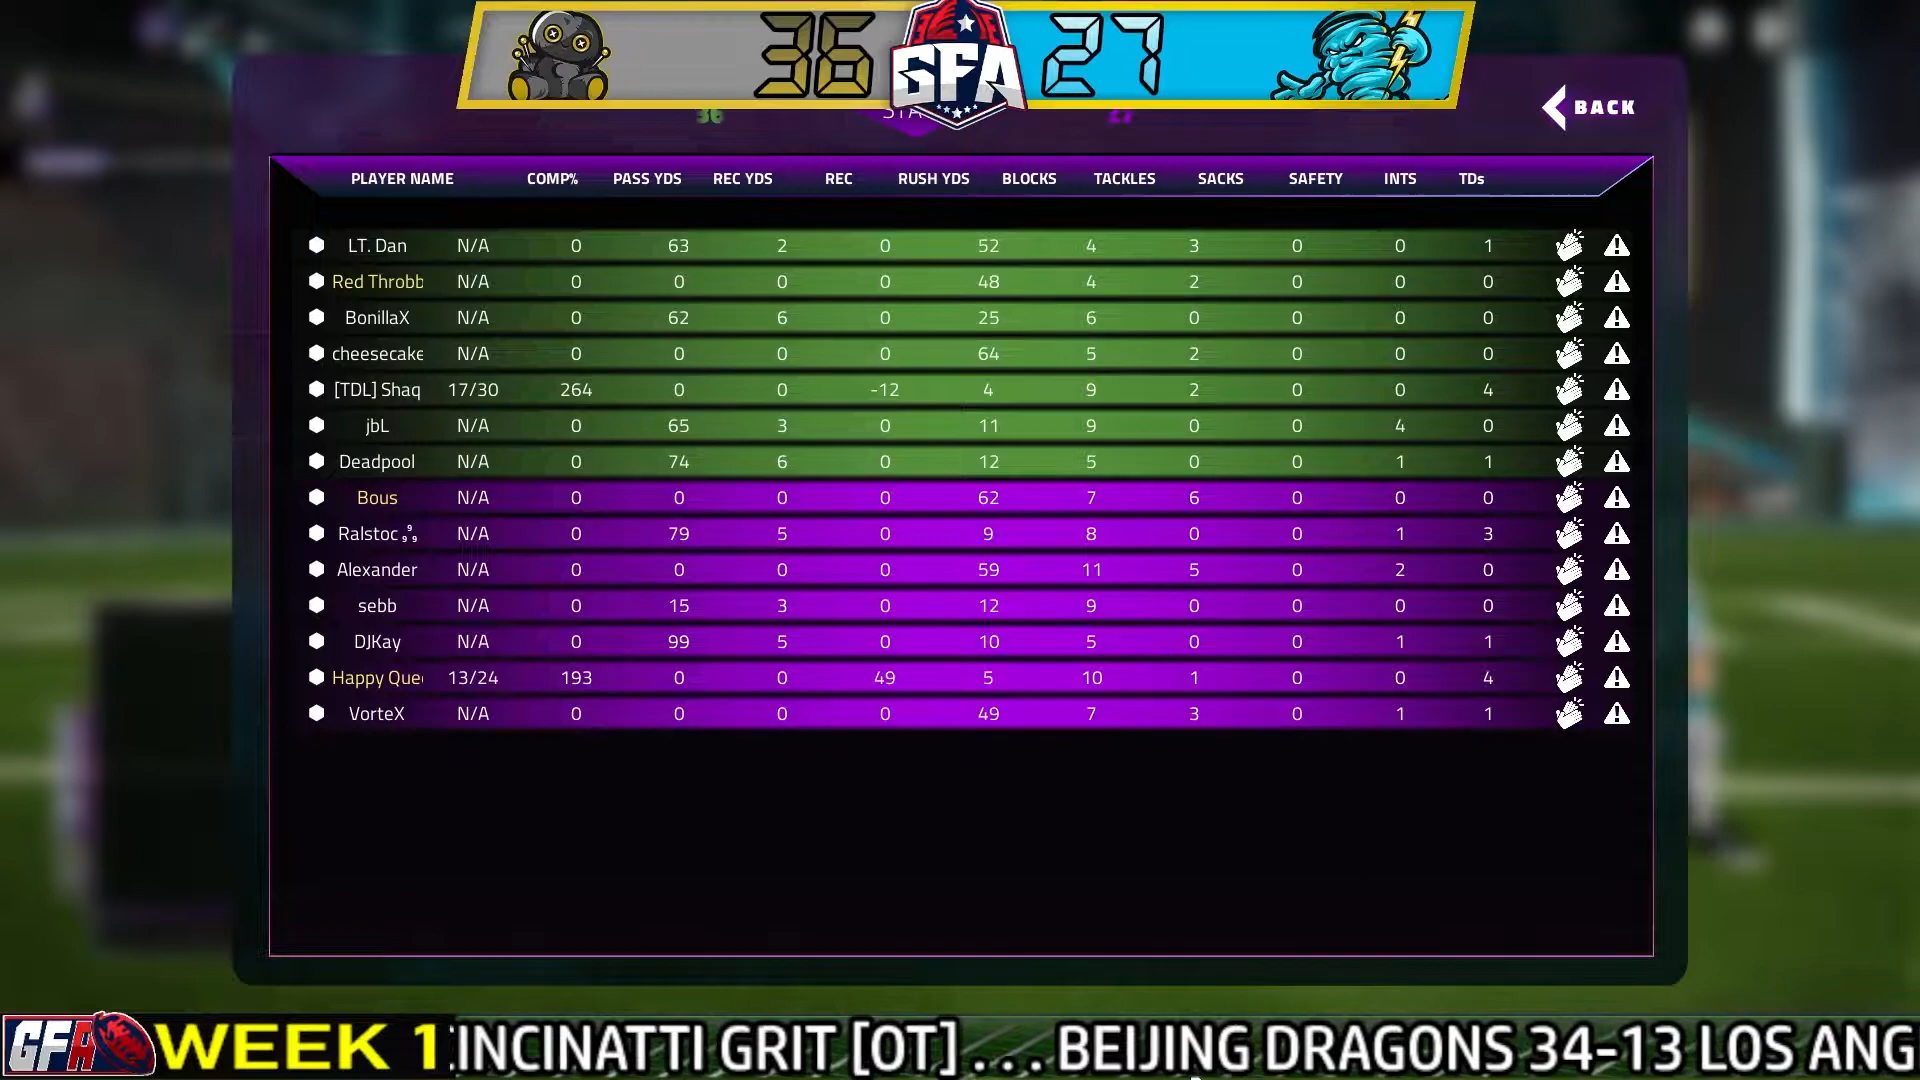 36 GFA 27
36 STA 27
BACK
PLAYER NAME COMP% PASS YDS REC YDS REC RUSH YDS BLOCKS TACKLES SACKS SAFETY INTS TDs
LT. Dan N/A 0 63 2 0 52 4 3 0 0 1
Red Throbb N/A 0 0 0 0 48 4 2 0 0 0
BonillaX N/A 0 62 6 0 25 6 0 0 0 0
cheesecake N/A 0 0 0 0 64 5 2 0 0 0
[TDL] Shaq 17/30 264 0 0 -12 4 9 2 0 0 4
jbL N/A 0 65 3 0 11 9 0 0 4 0
Deadpool N/A 0 74 6 0 12 5 0 0 1 1
Bous N/A 0 0 0 0 62 7 6 0 0 0
Ralstoc N/A 0 79 5 0 9 8 0 0 1 3
Alexander N/A 0 0 0 0 59 11 5 0 2 0
sebb N/A 0 15 3 0 12 9 0 0 0 0
DJKay N/A 0 99 5 0 10 5 0 0 1 1
Happy Que 13/24 193 0 0 49 5 10 1 0 0 4
VorteX N/A 0 0 0 0 49 7 3 0 1 1
GFA WEEK 1 INCINATTI GRIT [OT] . . . BEIJING DRAGONS 34-13 LOS ANG